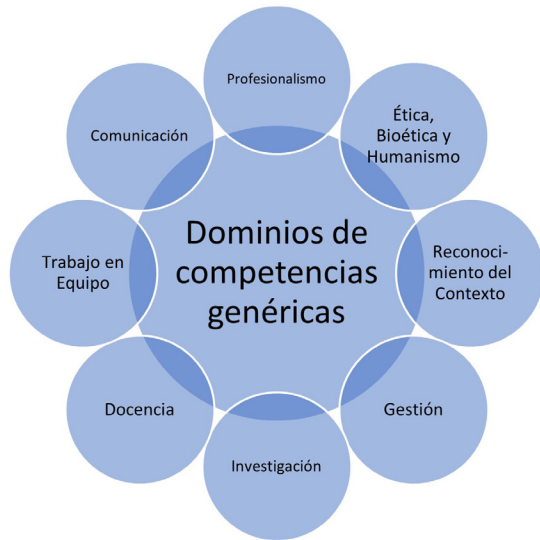 Profesionalismo
Ética,
Bioética y
Humanismo
Comunicación
Dominios de
competencias
genéricas
Trabajo en
Equipo
Reconoci-
miento del
Contexto
Docencia
Gestión
Investigación